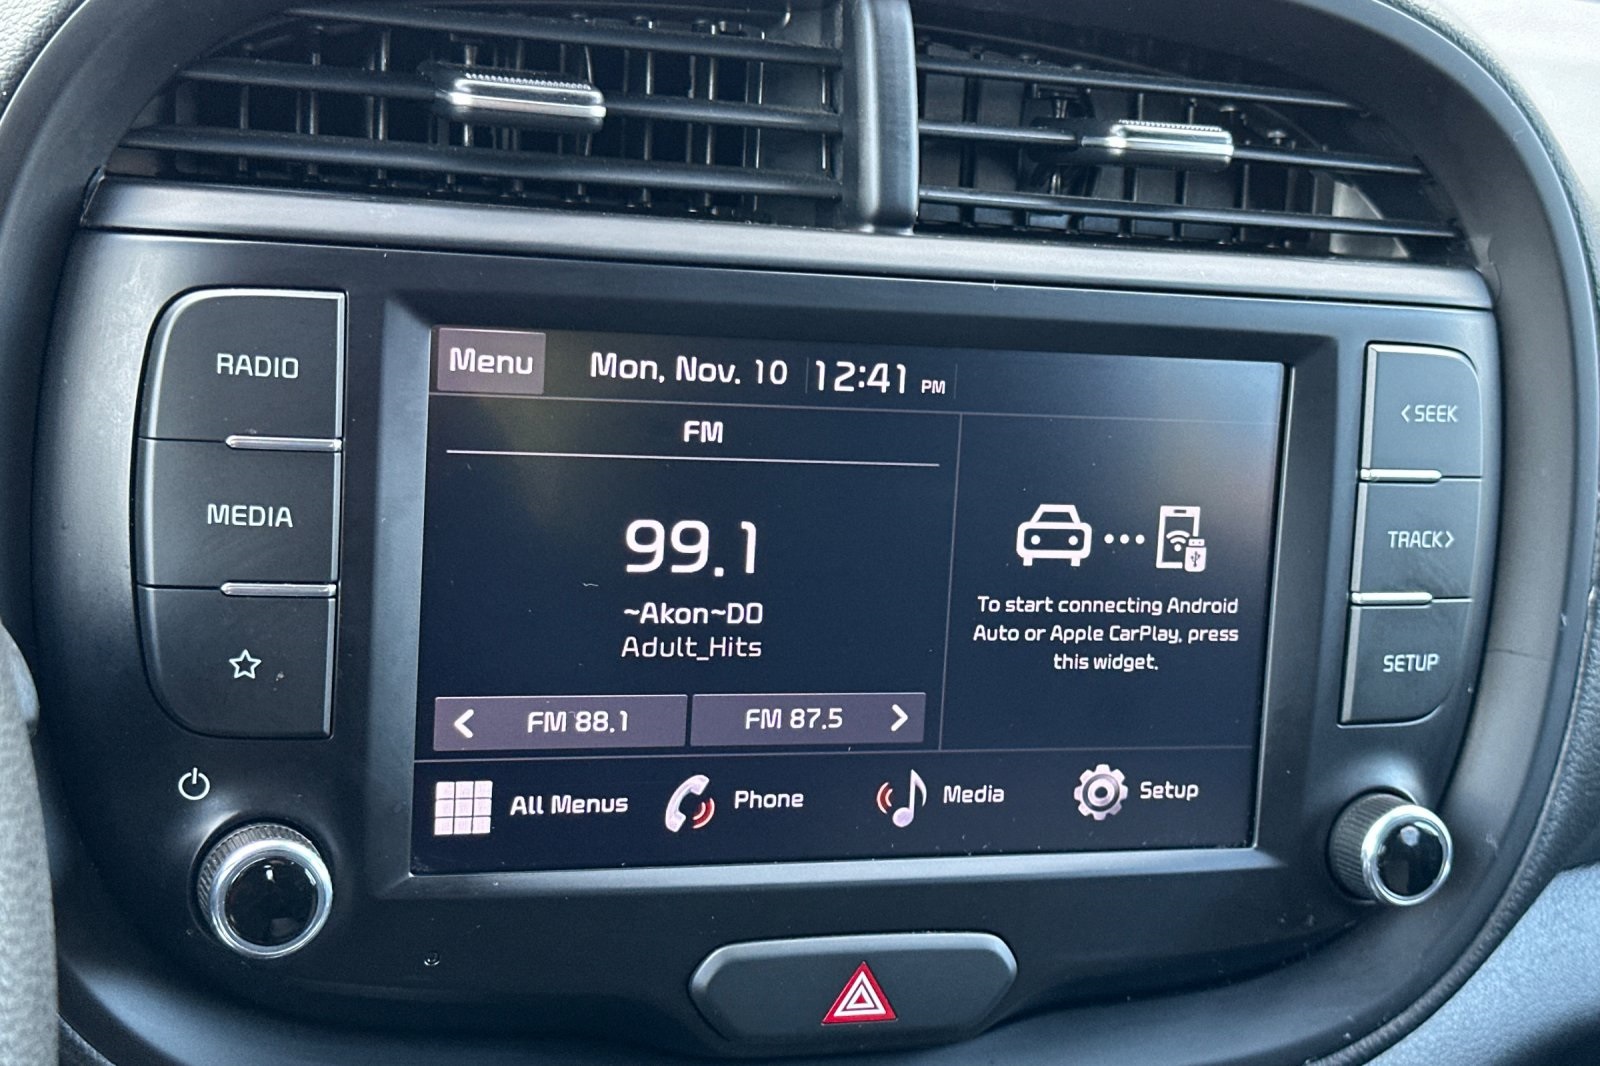 RADIO
MEDIA
Menu
Mon, Nov. 10 12:41 PM
FM
99.1
~Akon~DO
Adult_Hits
< FM 88.1
FM 87.5 >
To start connecting Android
Auto or Apple CarPlay, press
this widget.
All Menus
Phone
Media
Setup
<SEEK
TRACK>
SETUP